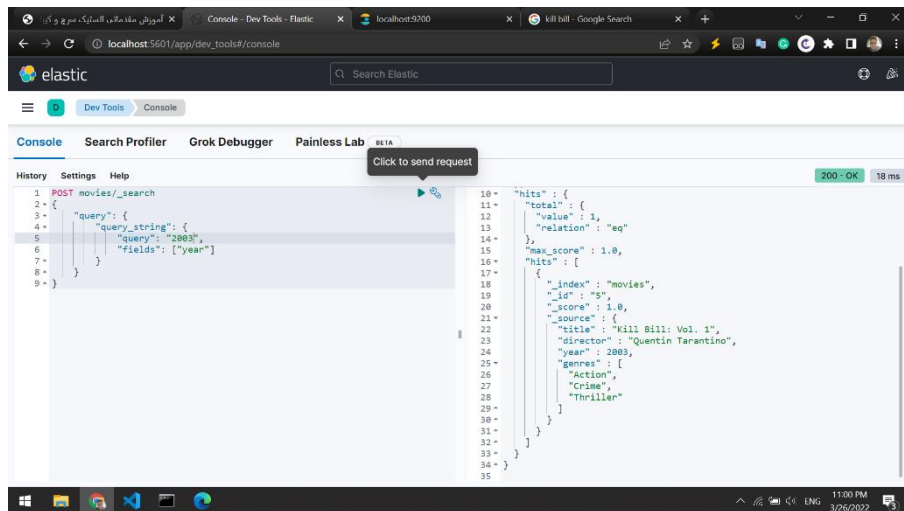 آموزش مقدماتی الستیک سرچ و کی
Console - Dev Tools - Elastic
localhost:9200
kill bill - Google Search
localhost:5601/app/dev_tools#/console
elastic
Search Elastic
D
Dev Tools
Console
Console
Search Profiler
Grok Debugger
Painless Lab
BETA
Click to send request
History
Settings
Help
200 - OK
18 ms
1 POST movies/_search
2 {
3 "query": {
4 "query_string": {
5 "query": "2003",
6 "fields": ["year"]
7 }
8 }
9 }
10 "hits" : {
11 "total" : {
12 "value" : 1,
13 "relation" : "eq"
14 },
15 "max_score" : 1.0,
16 "hits" : [
17 {
18 "_index" : "movies",
19 "_id" : "5",
20 "_score" : 1.0,
21 "_source" : {
22 "title" : "Kill Bill: Vol. 1",
23 "director" : "Quentin Tarantino",
24 "year" : 2003,
25 "genres" : [
26 "Action",
27 "Crime",
28 "Thriller"
29 ]
30 }
31 }
32 ]
33 }
34 }
35
ENG
11:00 PM
3/26/2022